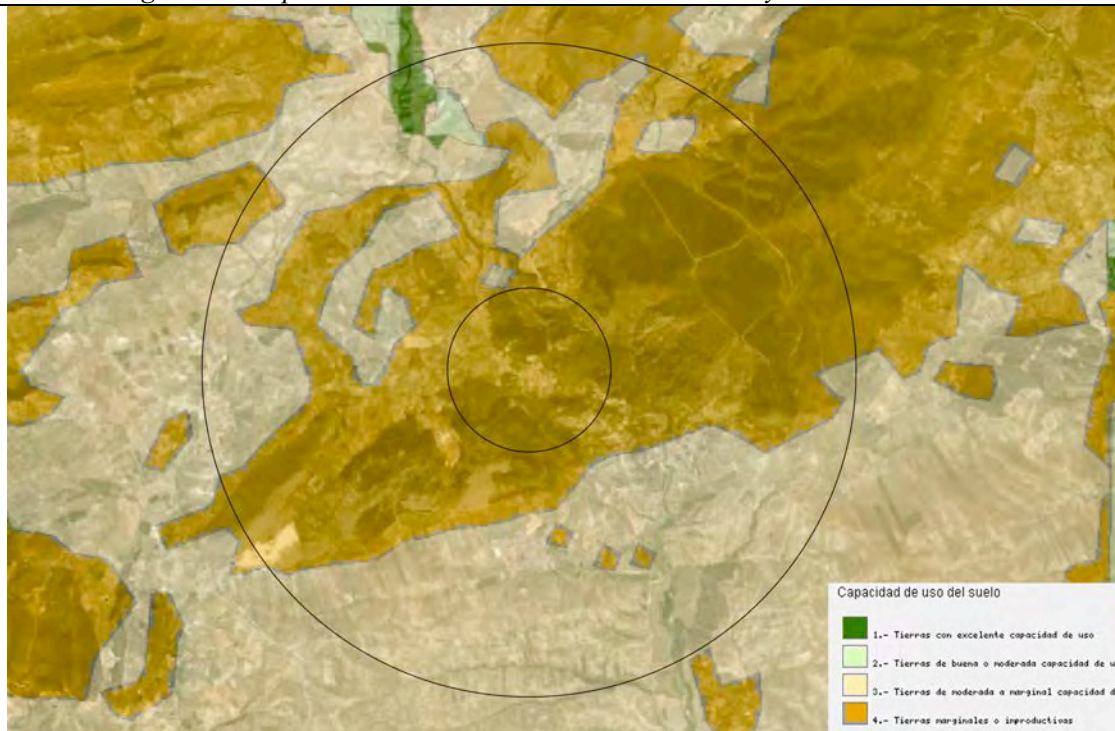 Capacidad de uso del suelo
1.- Tierras con excelente capacidad de uso
2.- Tierras de buena o moderada capacidad de u
3.- Tierras de moderada a marginal capacidad d
4.- Tierras marginales o improductivas